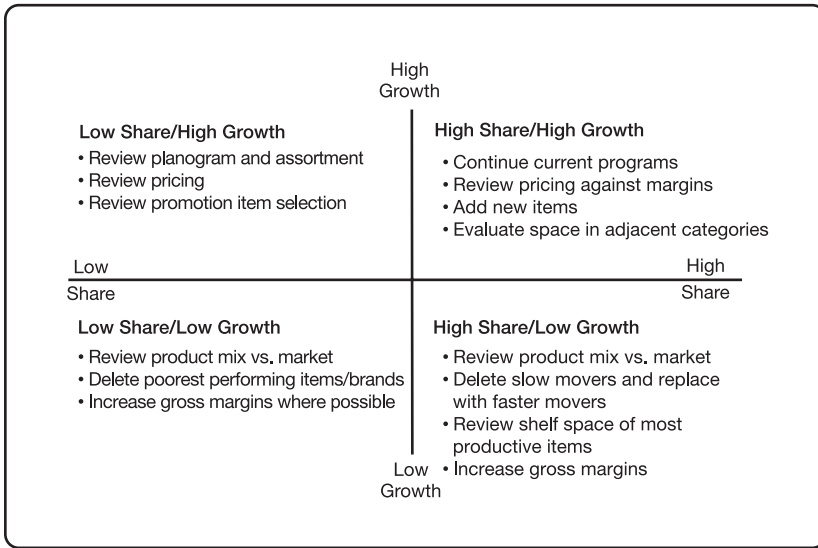 High
Growth
Low Share/High Growth
• Review planogram and assortment
• Review pricing
• Review promotion item selection
High Share/High Growth
• Continue current programs
• Review pricing against margins
• Add new items
• Evaluate space in adjacent categories
Low
Share
High
Share
Low Share/Low Growth
• Review product mix vs. market
• Delete poorest performing items/brands
• Increase gross margins where possible
High Share/Low Growth
• Review product mix vs. market
• Delete slow movers and replace
with faster movers
• Review shelf space of most
productive items
• Increase gross margins
Low
Growth